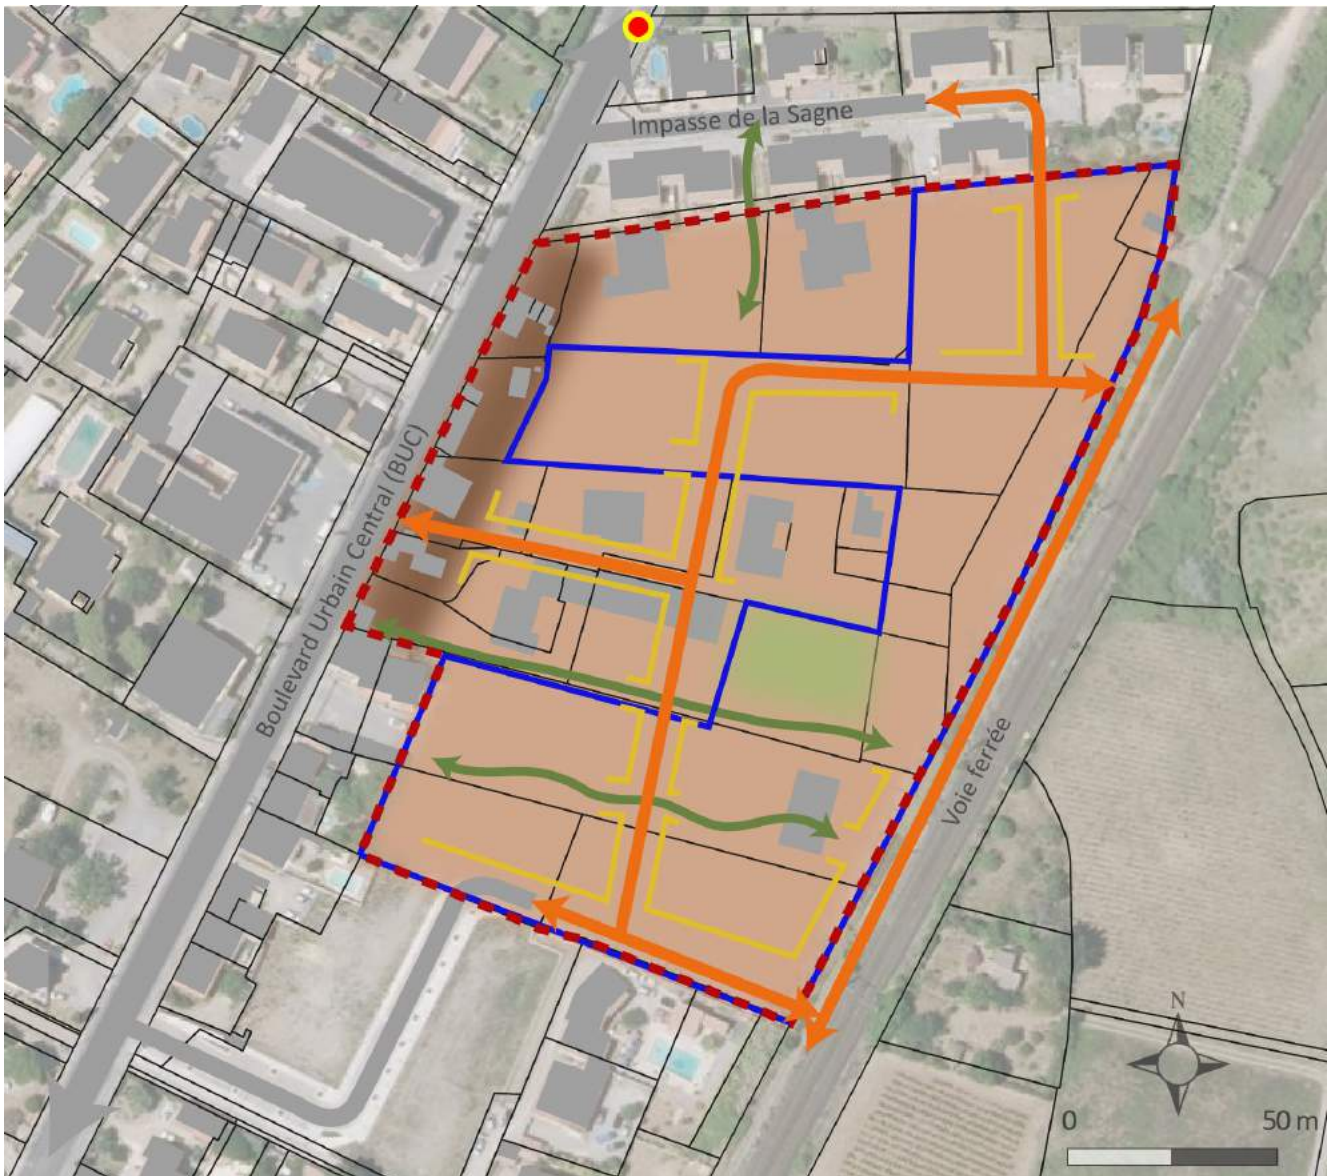 Impasse de la Sagne
Boulevard Urbain Central (BUC)
Voie ferrée
N
0 50 m